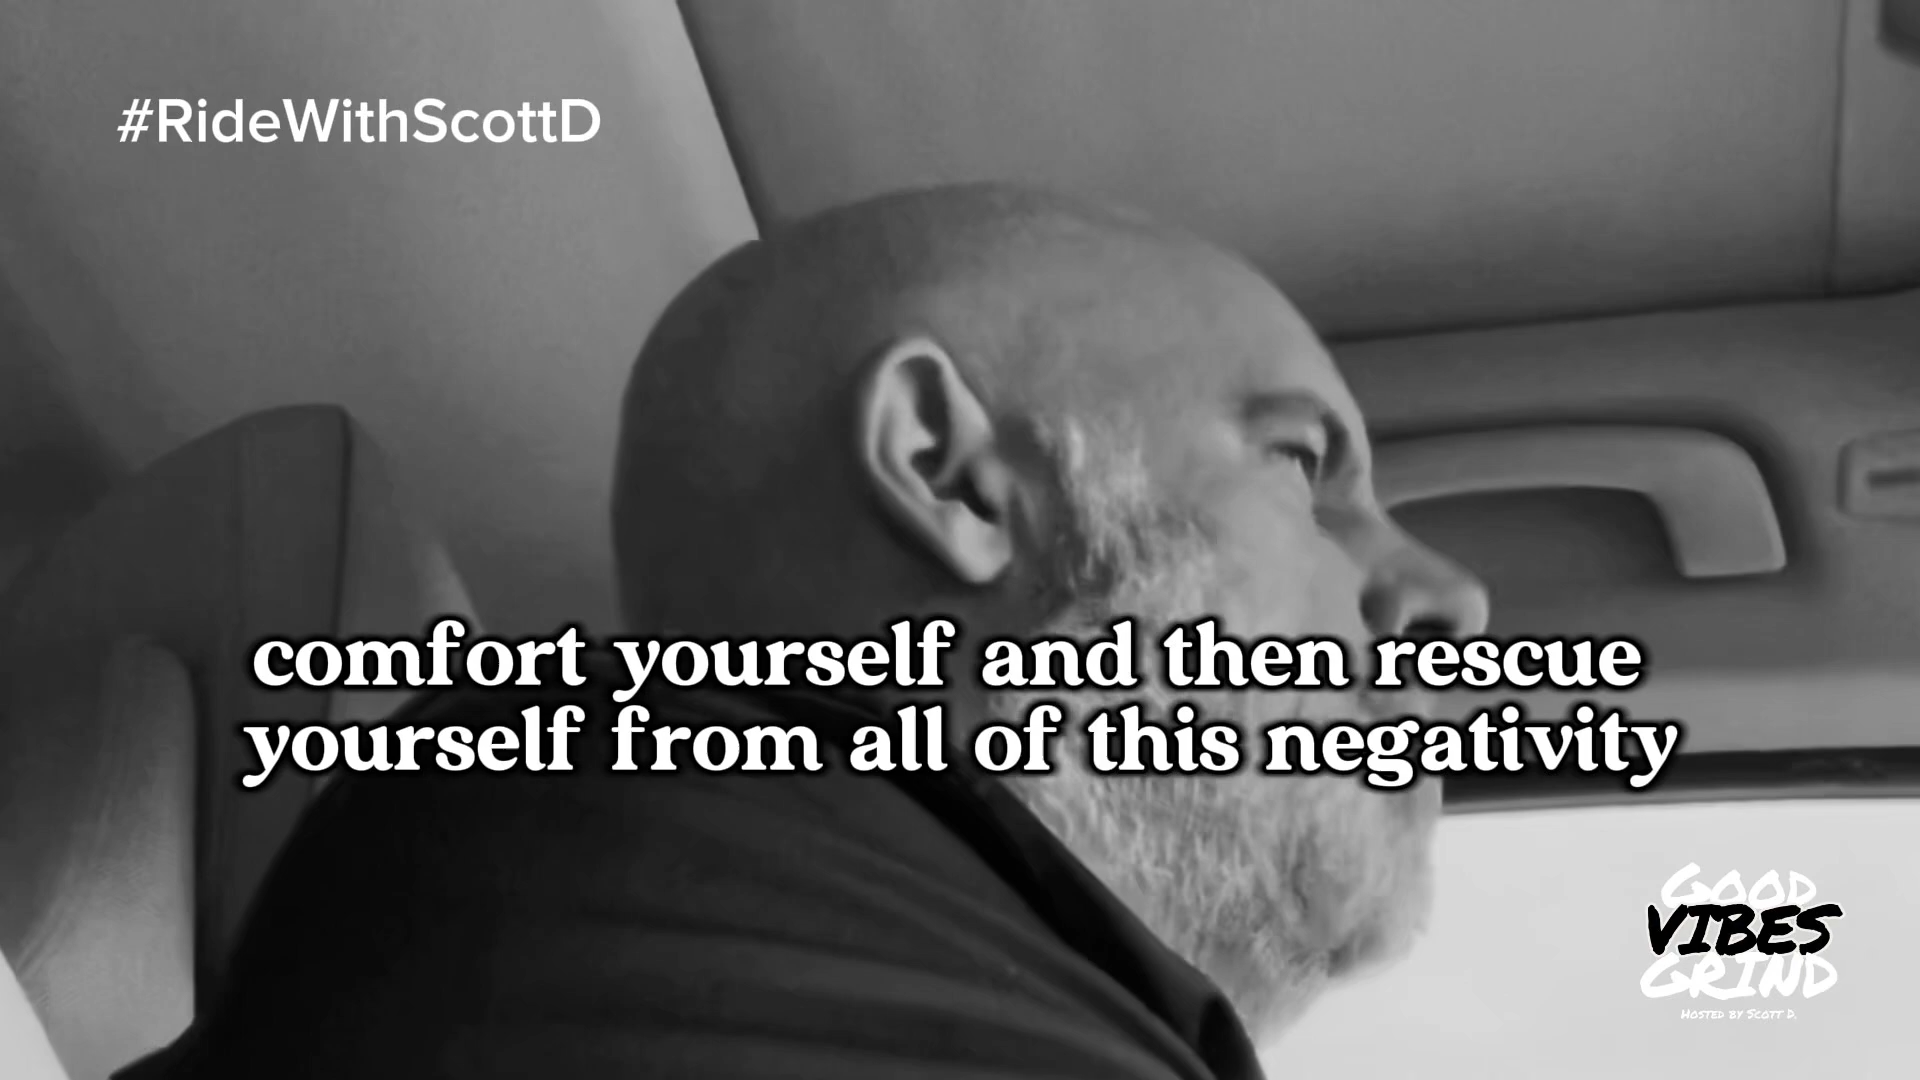 #RideWithScottD
comfort yourself and then rescue
yourself from all of this negativity
GOOD
VIBES
GRIND
HOSTED BY SCOTT D.